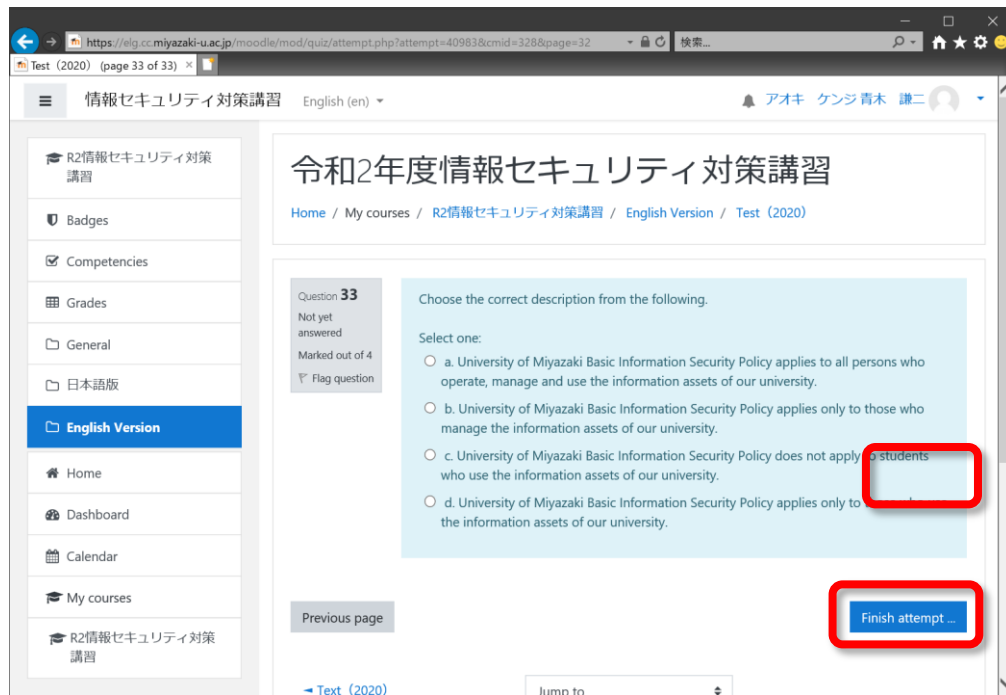 https://elg.cc.miyazaki-u.ac.jp/moodle/mod/quiz/attempt.php?attempt=40983&cmid=328&page=32
検索...
Test（2020） (page 33 of 33)
情報セキュリティ対策講習 English (en)
アオキ ケンジ 青木 謙二
R2情報セキュリティ対策
講習
Badges
Competencies
Grades
General
日本語版
English Version
Home
Dashboard
Calendar
My courses
R2情報セキュリティ対策
講習
令和2年度情報セキュリティ対策講習
Home / My courses / R2情報セキュリティ対策講習 / English Version / Test（2020）
Question 33
Not yet
answered
Marked out of 4
Flag question
Choose the correct description from the following.
Select one:
a. University of Miyazaki Basic Information Security Policy applies to all persons who
operate, manage and use the information assets of our university.
b. University of Miyazaki Basic Information Security Policy applies only to those who
manage the information assets of our university.
c. University of Miyazaki Basic Information Security Policy does not apply to students
who use the information assets of our university.
d. University of Miyazaki Basic Information Security Policy applies only to
the information assets of our university.
Previous page
Finish attempt ...
◄ Text（2020）
Jump to...